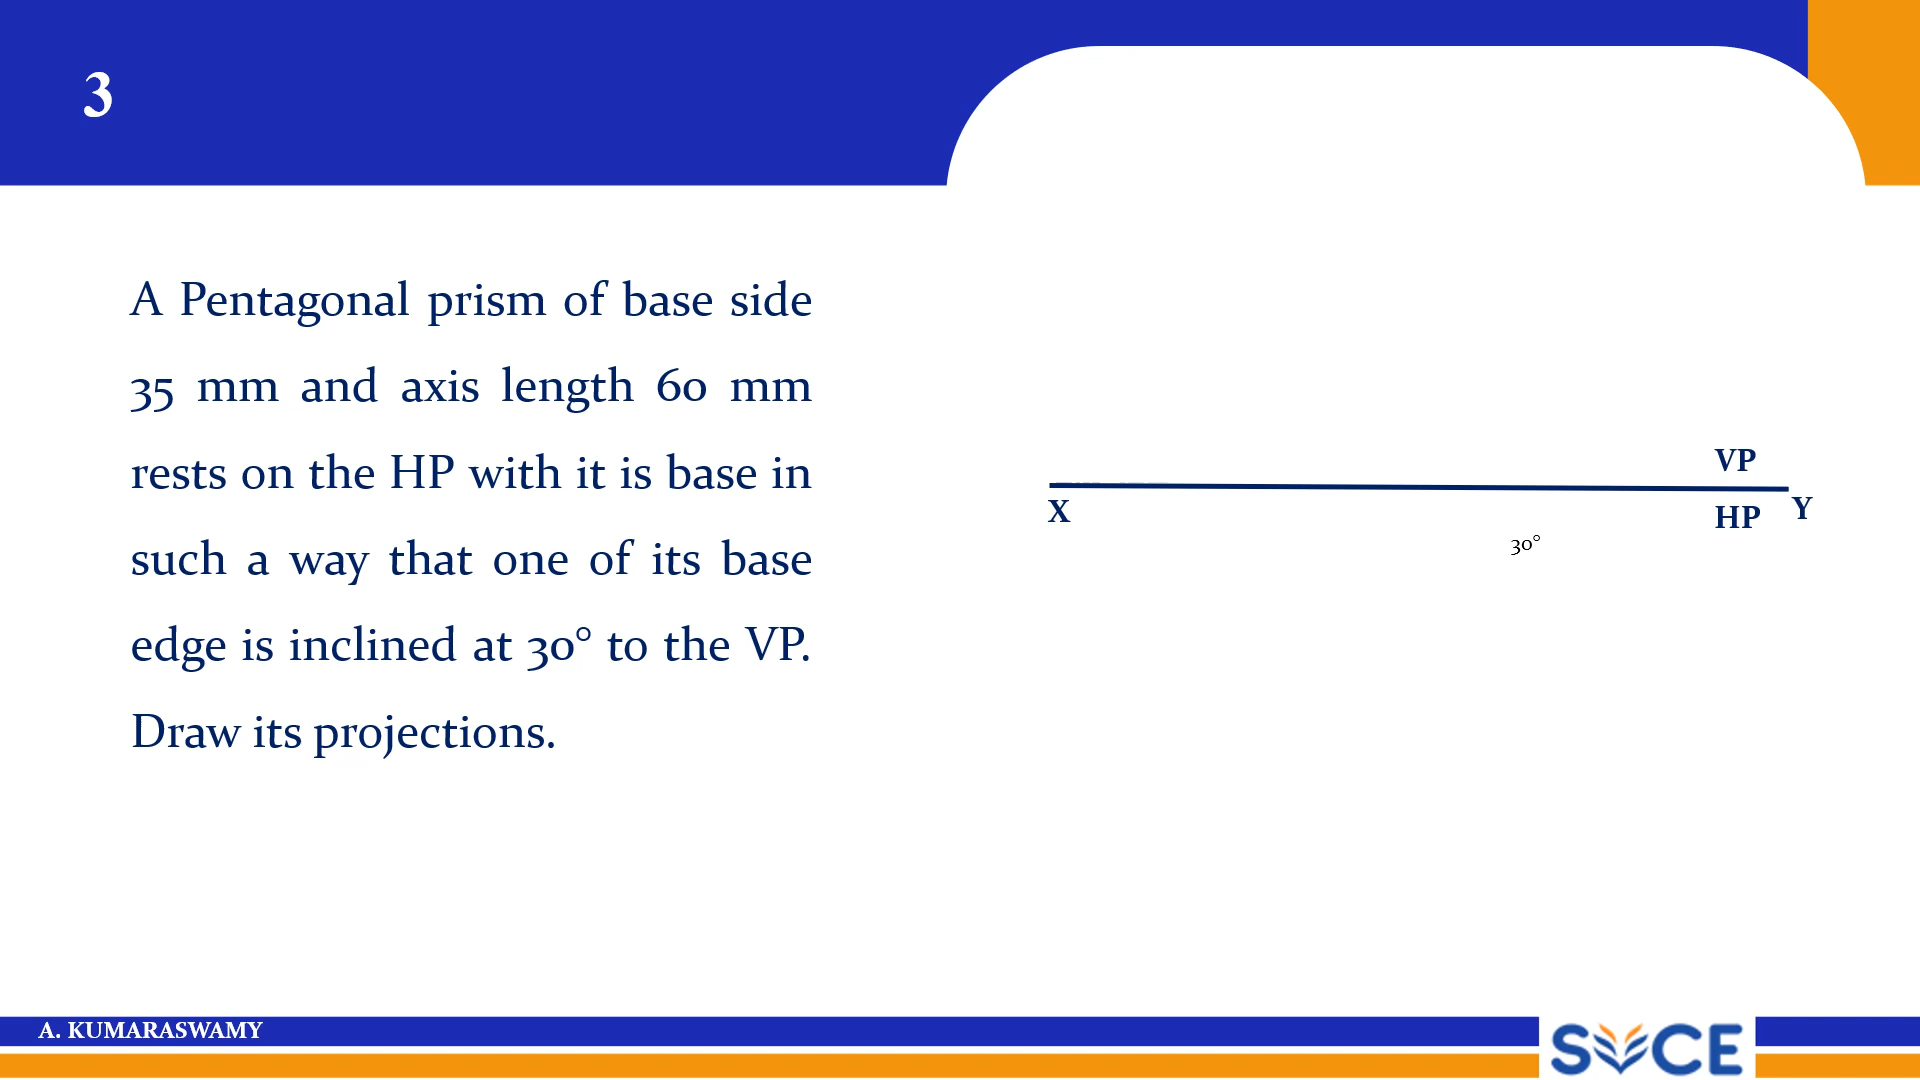 3
A Pentagonal prism of base side
35 mm and axis length 60 mm
rests on the HP with it is base in
such a way that one of its base
edge is inclined at 30° to the VP.
Draw its projections.
VP
X
HP
Y
30°
A. KUMARASWAMY
SVCE